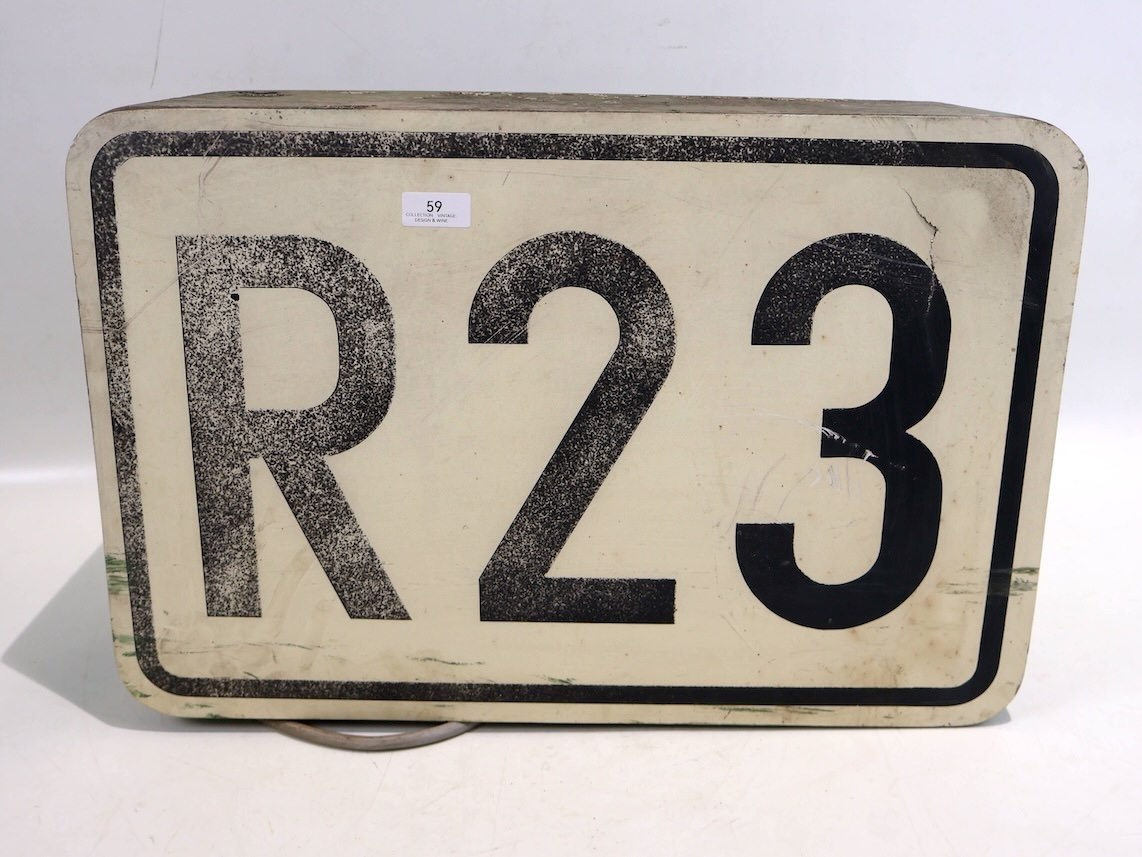 59
COLLECTION VINTAGE,
DESIGN & WINE
R23